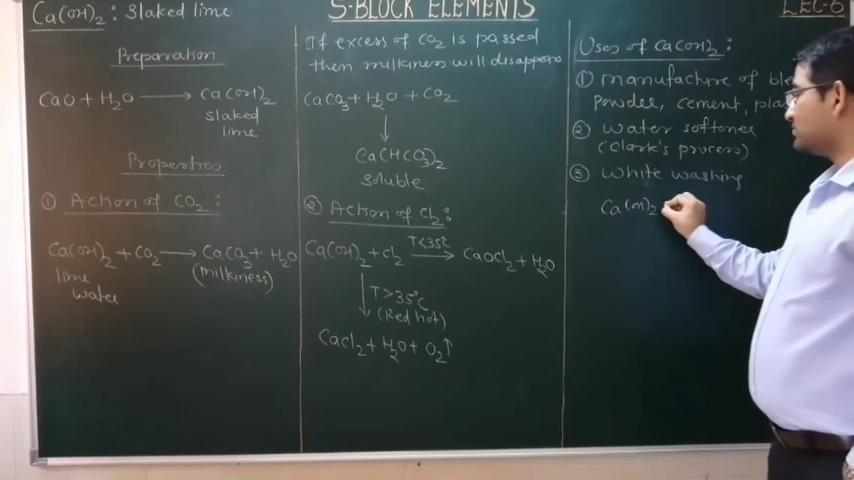 S-BLOCK ELEMENTS
LEC-6
Ca(OH)2 : Slaked lime
Preparation
CaO + H2O → Ca(OH)2
slaked
lime
Properties
① Action of CO2 :
Ca(OH)2 + CO2 → CaCO3 + H2O
lime
water
(milkiness)
If excess of CO2 is passed
then milkiness will disappear
CaCO3 + H2O + CO2
↓
Ca(HCO3)2
soluble
② Action of Cl2 :
Ca(OH)2 + Cl2 → CaOCl2 + H2O
T<35°C
↓ T>35°C
(Red hot)
CaCl2 + H2O + O2↑
Uses of Ca(OH)2 :
① manufacture of
powder, cement,
② water softener
(Clark's process)
③ White washing
Ca(OH)2